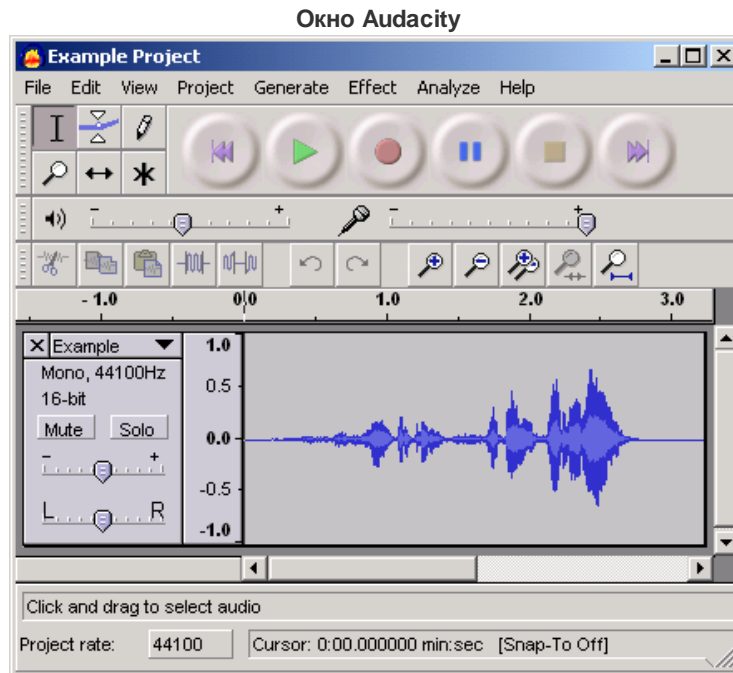 Окно Audacity
Example Project
File Edit View Project Generate Effect Analyze Help
- 1.0 0.0 1.0 2.0 3.0
Example
Mono, 44100Hz
16-bit
Mute Solo
- +
L R
1.0
0.5
0.0
-0.5
-1.0
Click and drag to select audio
Project rate: 44100 Cursor: 0:00.000000 min:sec [Snap-To Off]